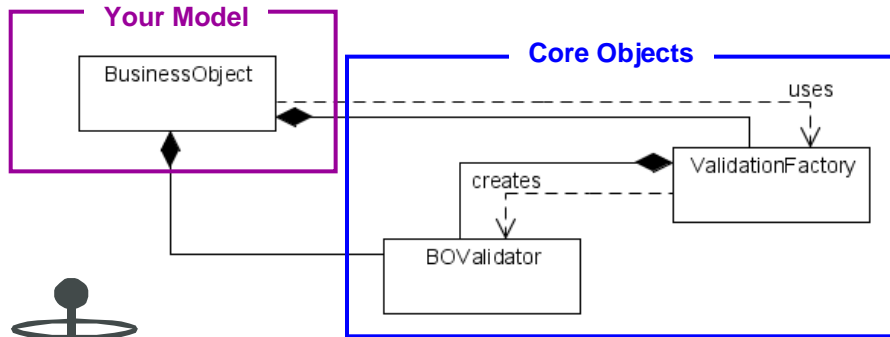 Your Model
Core Objects
BusinessObject
uses
ValidationFactory
creates
BOValidator